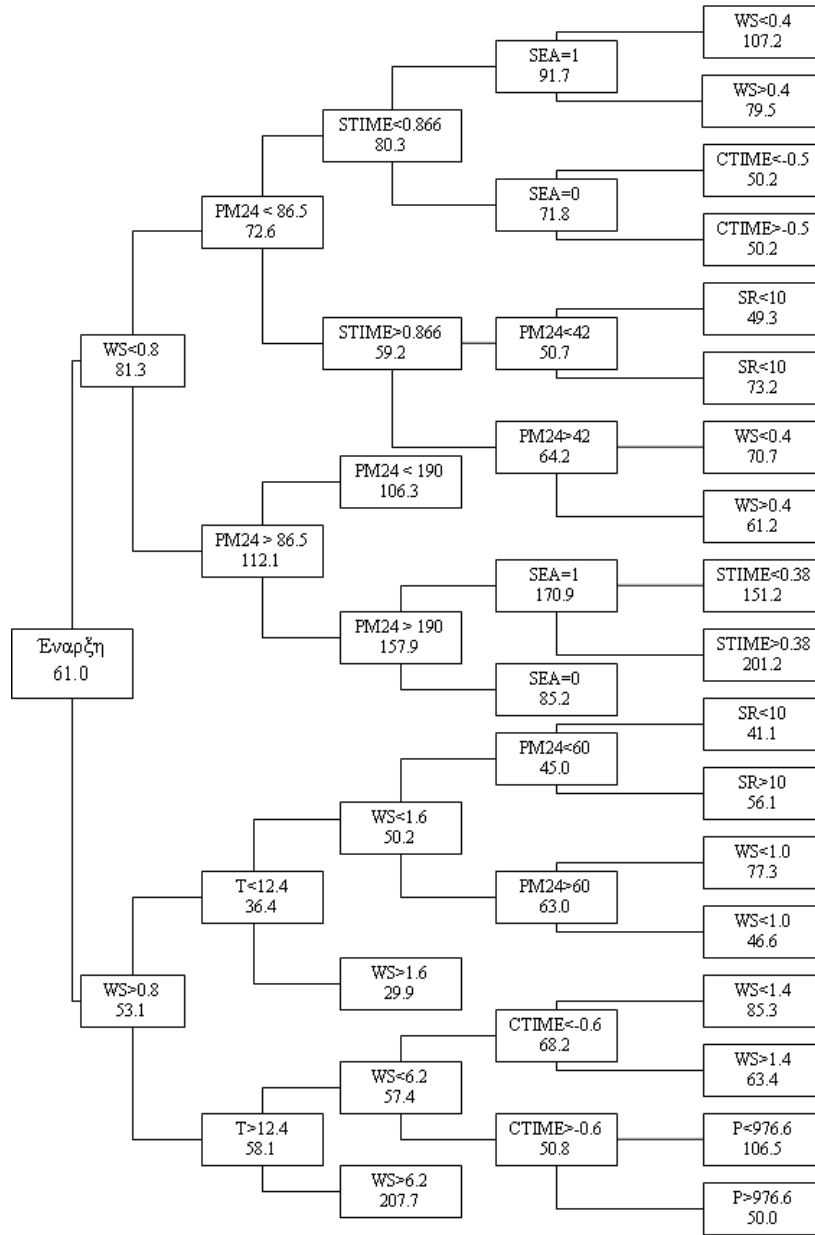 WS<0.4
107.2
SEA=1
91.7
WS>0.4
79.5
STIME<0.866
80.3
CTIME<-0.5
50.2
SEA=0
71.8
PM24 < 86.5
72.6
CTIME>-0.5
50.2
SR<10
49.3
WS<0.8
81.3
STIME>0.866
59.2
PM24<42
50.7
SR<10
73.2
PM24>42
64.2
WS<0.4
70.7
PM24 < 190
106.3
WS>0.4
61.2
PM24 > 86.5
112.1
SEA=1
170.9
STIME<0.38
151.2
PM24 > 190
157.9
Έναρξη
61.0
STIME>0.38
201.2
SEA=0
85.2
SR<10
41.1
PM24<60
45.0
SR>10
56.1
WS<1.6
50.2
WS<1.0
77.3
T<12.4
36.4
PM24>60
63.0
WS<1.0
46.6
WS>0.8
53.1
WS>1.6
29.9
WS<1.4
85.3
CTIME<-0.6
68.2
WS>1.4
63.4
WS<6.2
57.4
T>12.4
58.1
CTIME>-0.6
50.8
P<976.6
106.5
WS>6.2
207.7
P>976.6
50.0